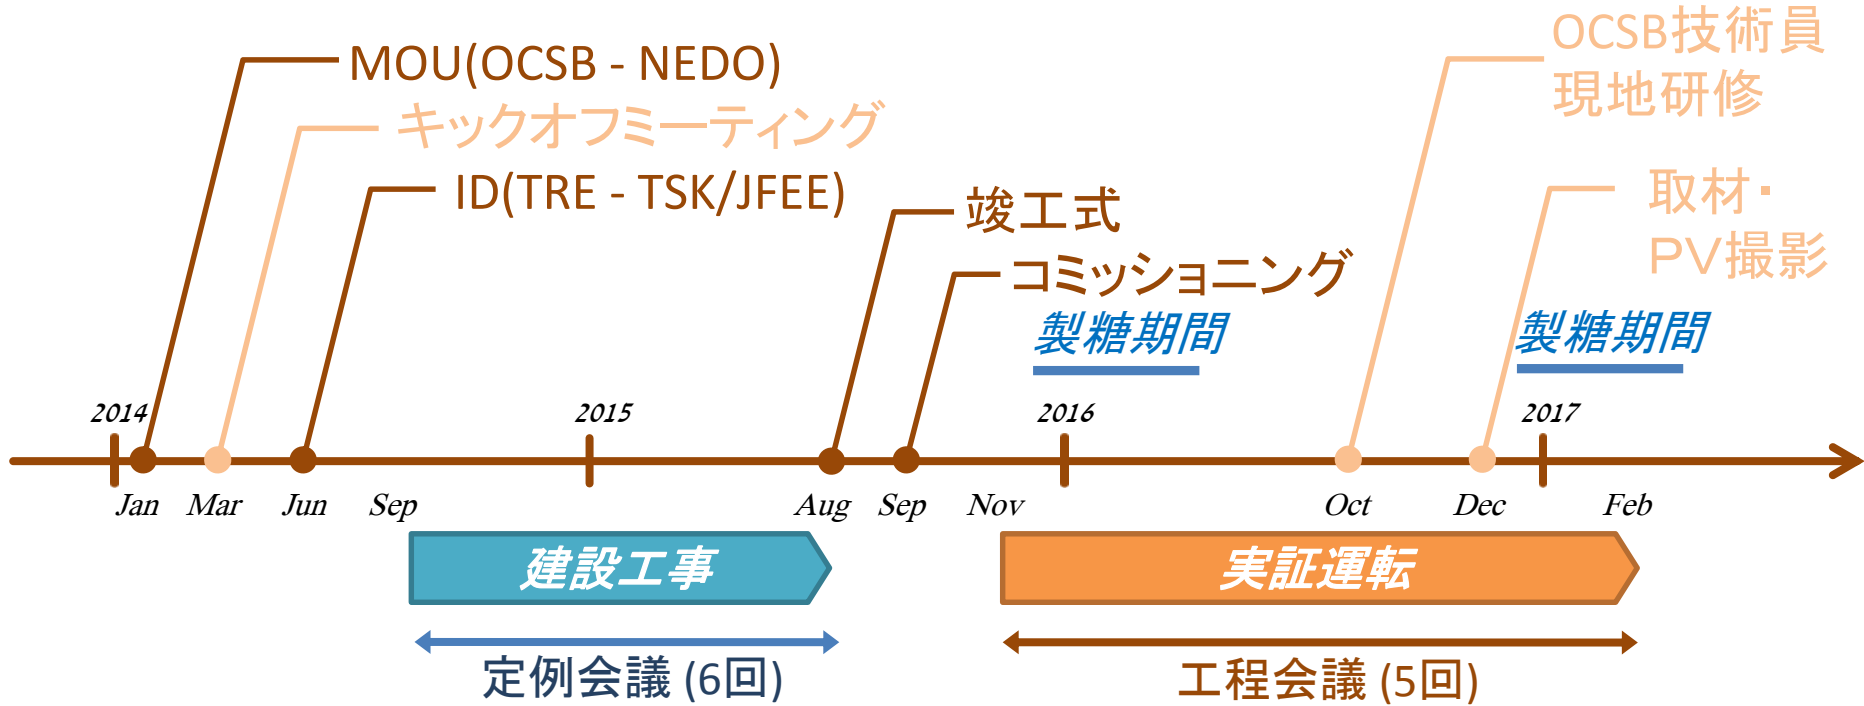 MOU(OCSB - NEDO)
キックオフミーティング
ID(TRE - TSK/JFEE)
竣工式
コミッショニング
製糖期間
OCSB技術員
現地研修
取材・
ＰＶ撮影
製糖期間
2014
2015
2016
2017
Jan
Mar
Jun
Sep
Aug
Sep
Nov
Oct
Dec
Feb
建設工事
実証運転
定例会議 (6回)
工程会議 (5回)